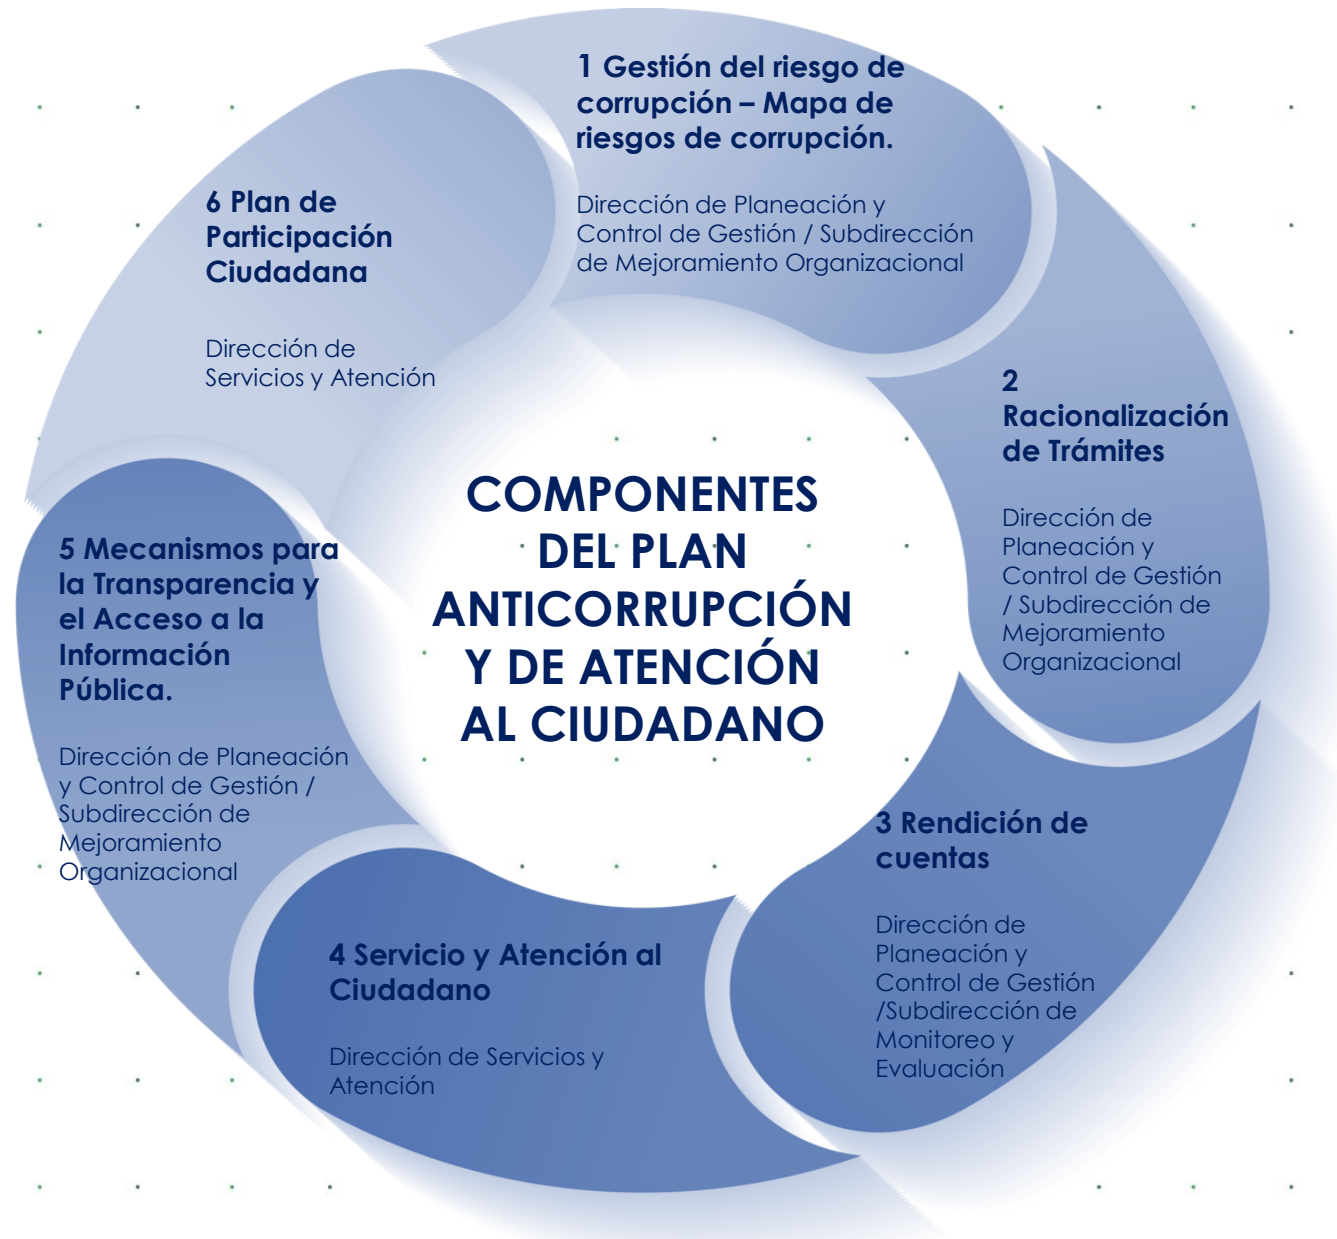 1 Gestión del riesgo de
corrupción – Mapa de
riesgos de corrupción.
Dirección de Planeación y
Control de Gestión / Subdirección
de Mejoramiento Organizacional
2
Racionalización
de Trámites
Dirección de
Planeación y
Control de Gestión
/ Subdirección de
Mejoramiento
Organizacional
3 Rendición de
cuentas
Dirección de
Planeación y
Control de Gestión
/Subdirección de
Monitoreo y
Evaluación
4 Servicio y Atención al
Ciudadano
Dirección de Servicios y
Atención
5 Mecanismos para
la Transparencia y
el Acceso a la
Información
Pública.
Dirección de Planeación
y Control de Gestión /
Subdirección de
Mejoramiento
Organizacional
6 Plan de
Participación
Ciudadana
Dirección de
Servicios y Atención
COMPONENTES
DEL PLAN
ANTICORRUPCIÓN
Y DE ATENCIÓN
AL CIUDADANO